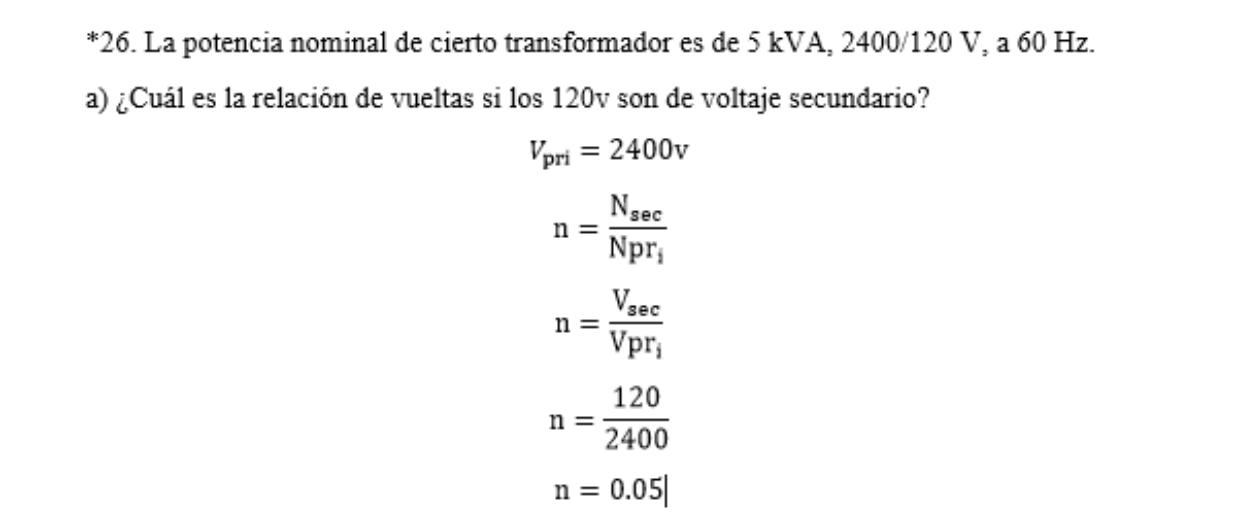 *26. La potencia nominal de cierto transformador es de 5 kVA, 2400/120 V, a 60 Hz.
a) ¿Cuál es la relación de vueltas si los 120v son de voltaje secundario?
V_pri = 2400v
n = N_sec / Npr_i
n = V_sec / Vpr_i
n = 120 / 2400
n = 0.05